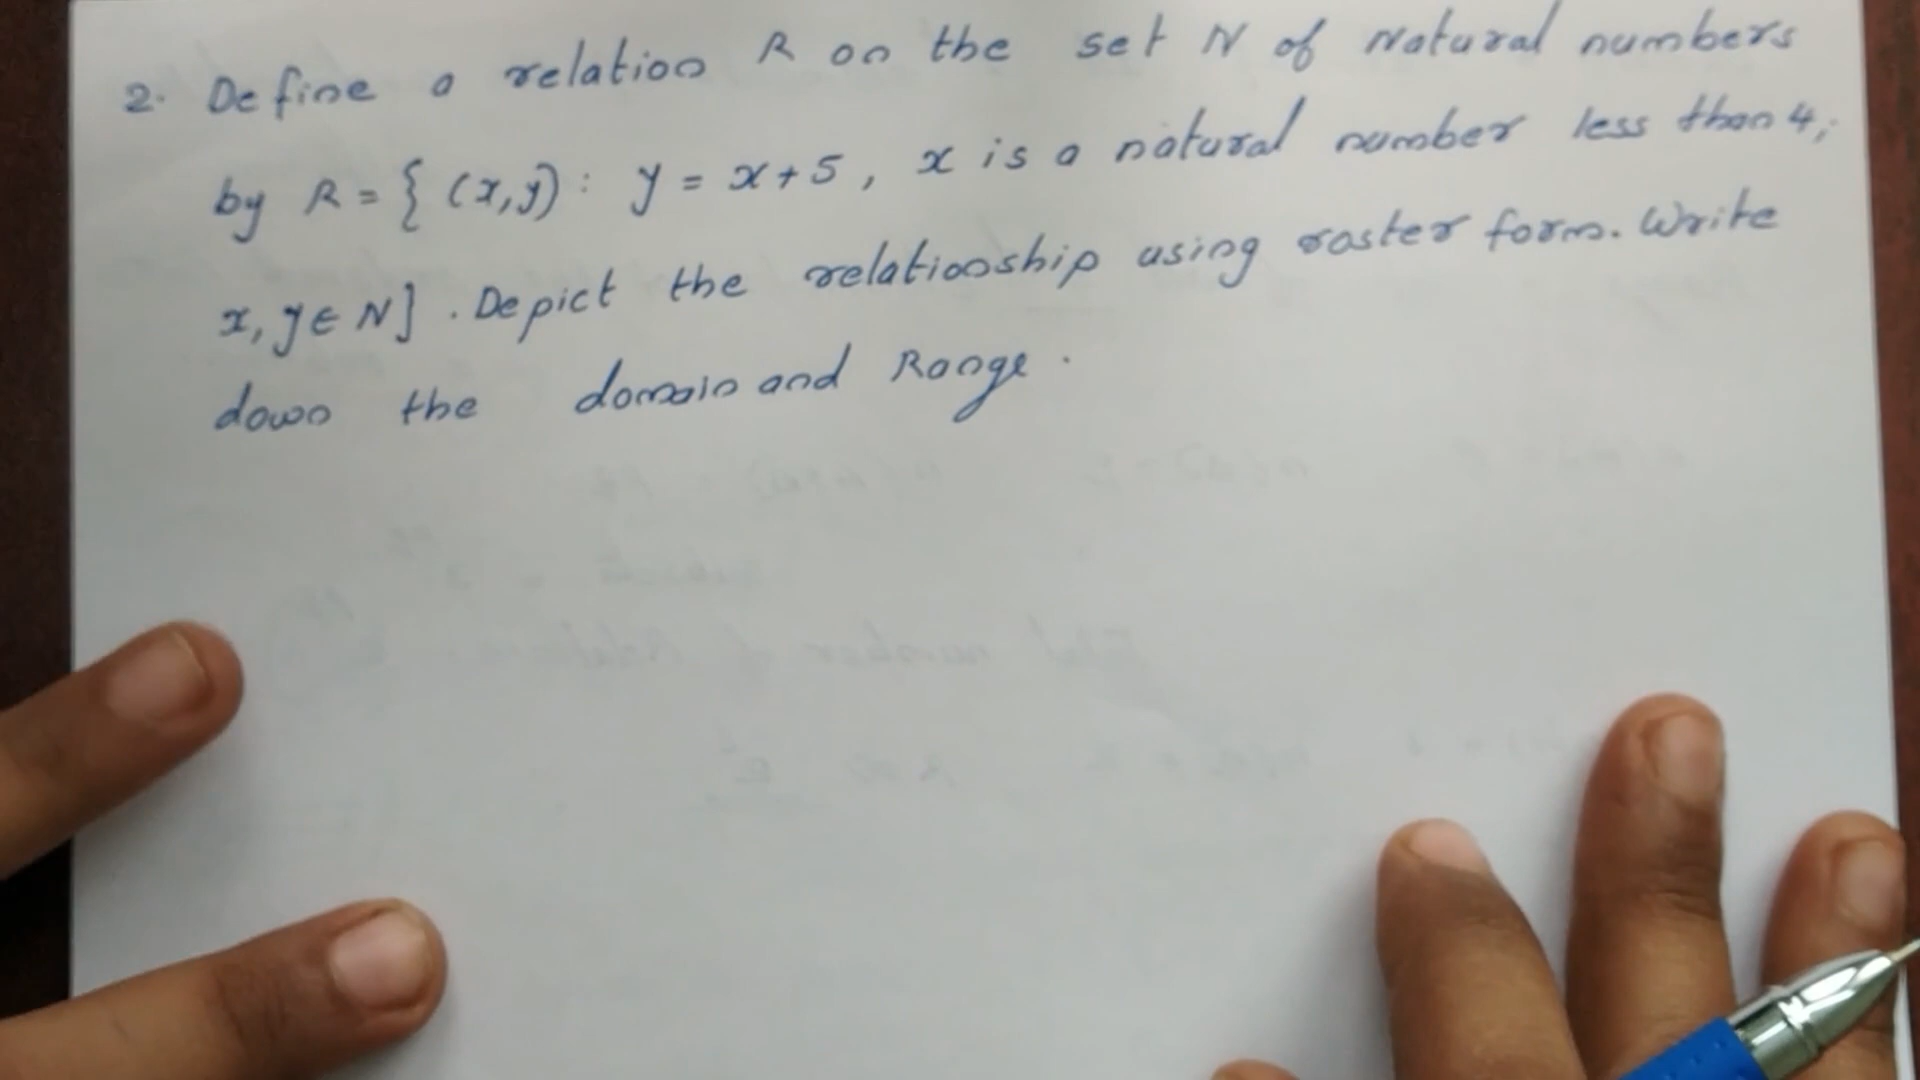 2. Define a relation R on the set N of Natural numbers
by R = { (x,y) : y = x+5, x is a natural number less than 4;
x, y ∈ N} . Depict the relationship using roster form. Write
down the domain and Range .